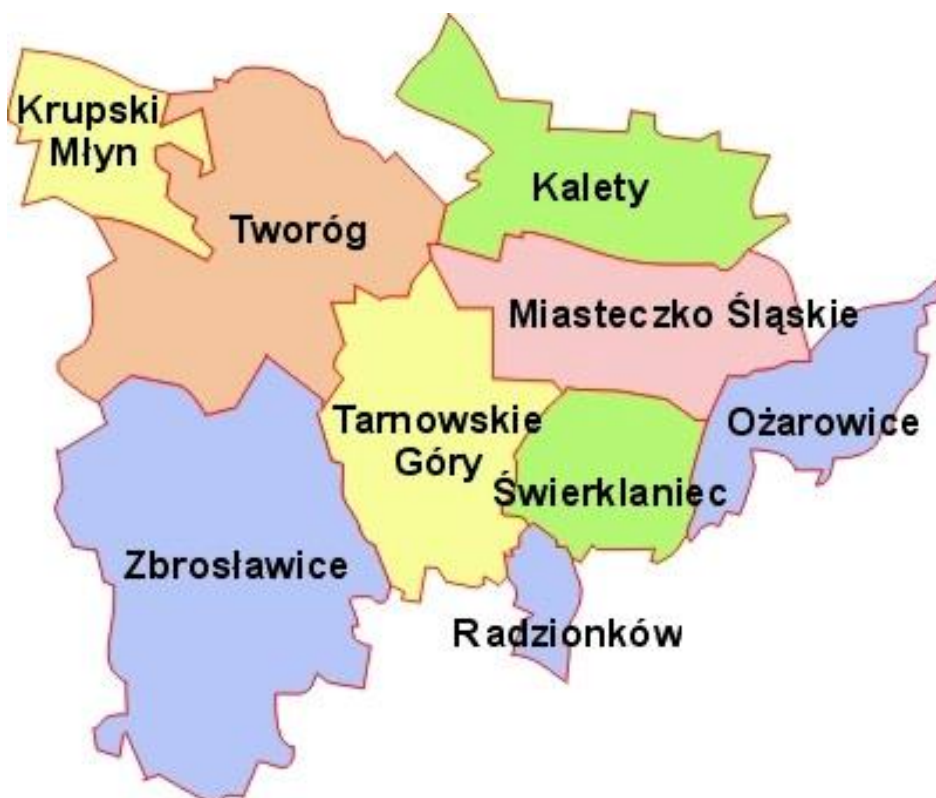 Krupski
Młyn
Kalety
Tworóg
Miasteczko Śląskie
Tarnowskie
Góry
Ożarowice
Świerklaniec
Zbrosławice
Radzionków